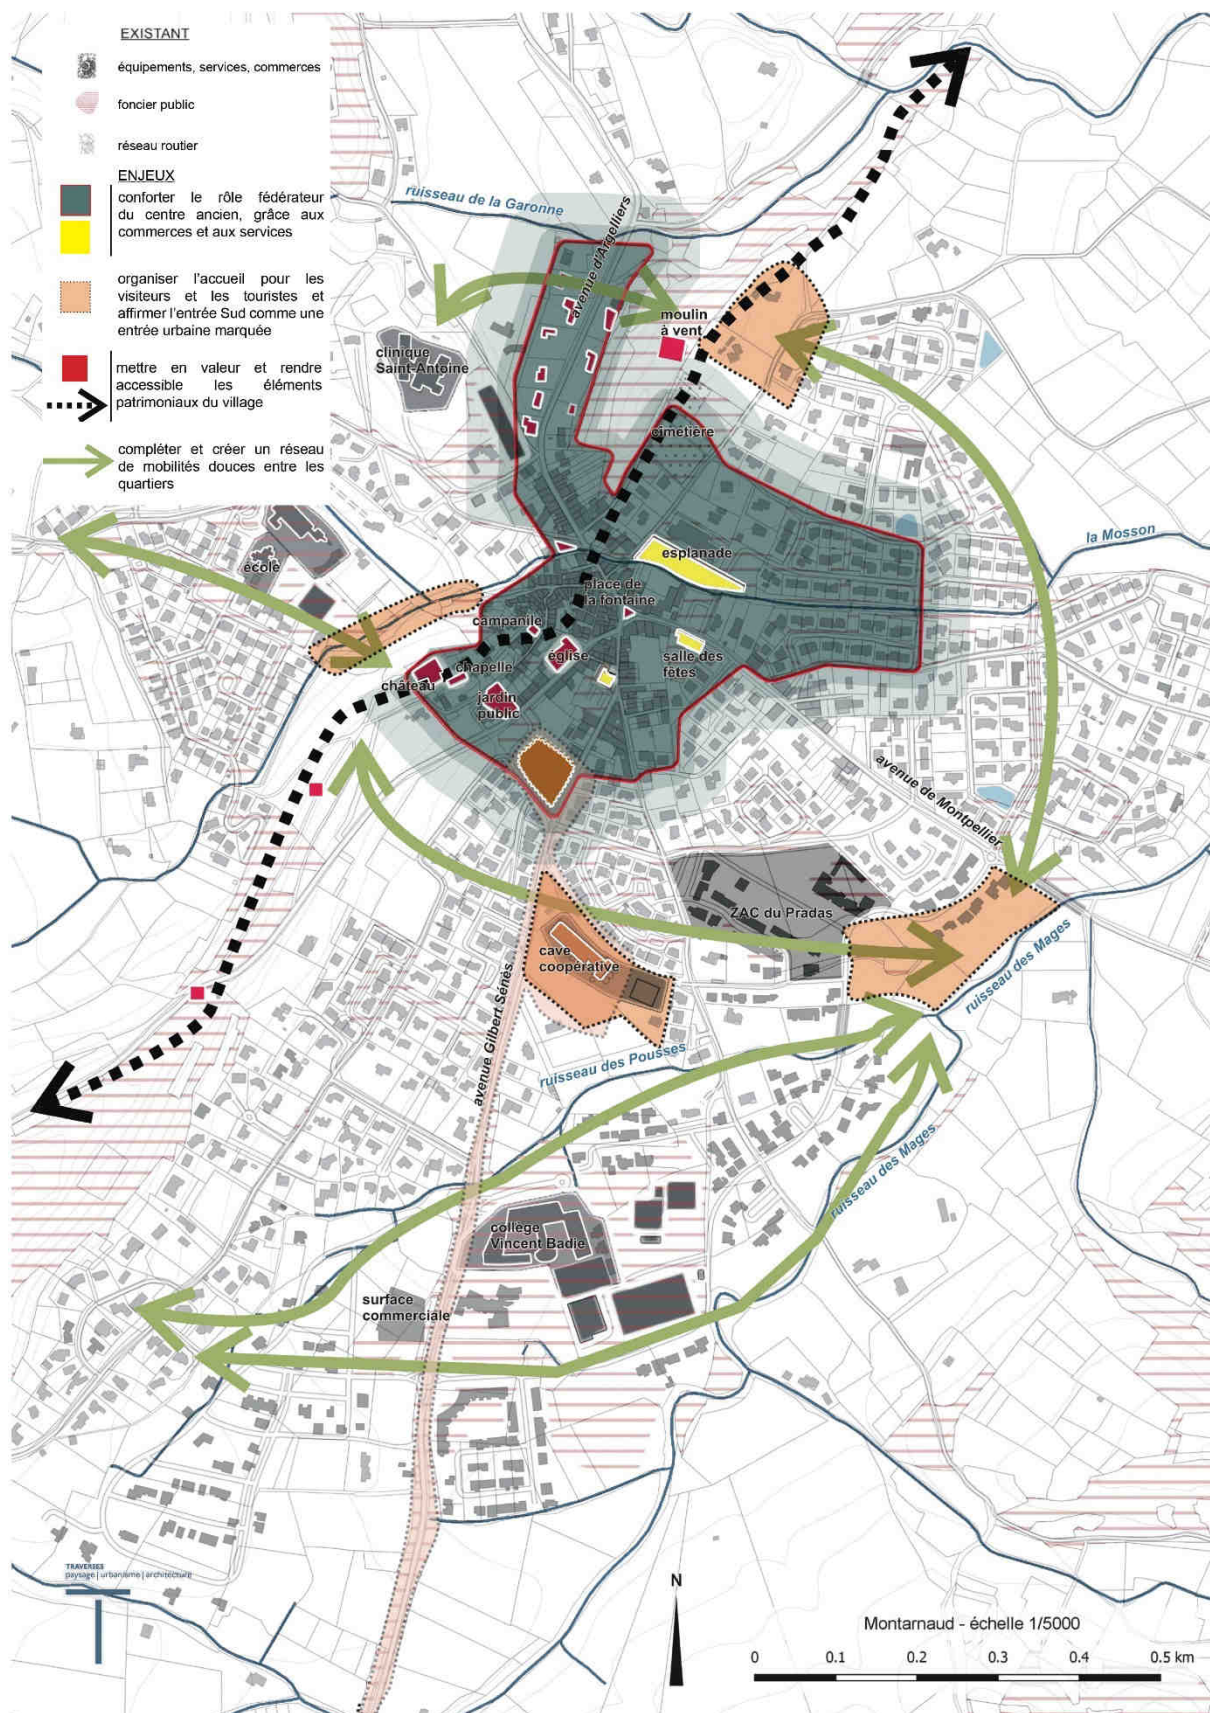 EXISTANT
équipements, services, commerces
foncier public
réseau routier
ENJEUX
conforter le rôle fédérateur
du centre ancien, grâce aux
commerces et aux services
organiser l'accueil pour les
visiteurs et les touristes et
affirmer l'entrée Sud comme une
entrée urbaine marquée
mettre en valeur et rendre
accessible les éléments
patrimoniaux du village
compléter et créer un réseau
de mobilités douces entre les
quartiers
ruisseau de la Garonne
avenue d'Argelliers
moulin
à vent
clinique
Saint-Antoine
cimetière
la Mosson
esplanade
école
place de
la fontaine
campanile
église
salle des
fêtes
chapelle
château
jardin
public
avenue de Montpellier
ZAC du Pradas
cave
coopérative
ruisseau des Mages
avenue Gilbert Sénès
ruisseau des Pousses
ruisseau des Mages
collège
Vincent Badie
surface
commerciale
TRAVERSES
paysage | urbanisme | architecture
N
Montarnaud - échelle 1/5000
0 0.1 0.2 0.3 0.4 0.5 km